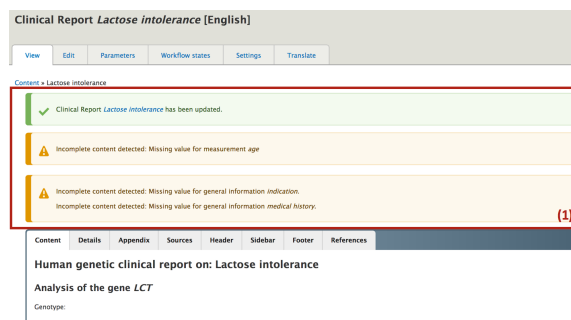 Clinical Report Lactose intolerance [English]
View Edit Parameters Workflow states Settings Translate
Content » Lactose intolerance
Clinical Report Lactose intolerance has been updated.
Incomplete content detected: Missing value for measurement age
Incomplete content detected: Missing value for general information indication.
Incomplete content detected: Missing value for general information medical history.
(1)
Content Details Appendix Sources Header Sidebar Footer References
Human genetic clinical report on: Lactose intolerance
Analysis of the gene LCT
Genotype: